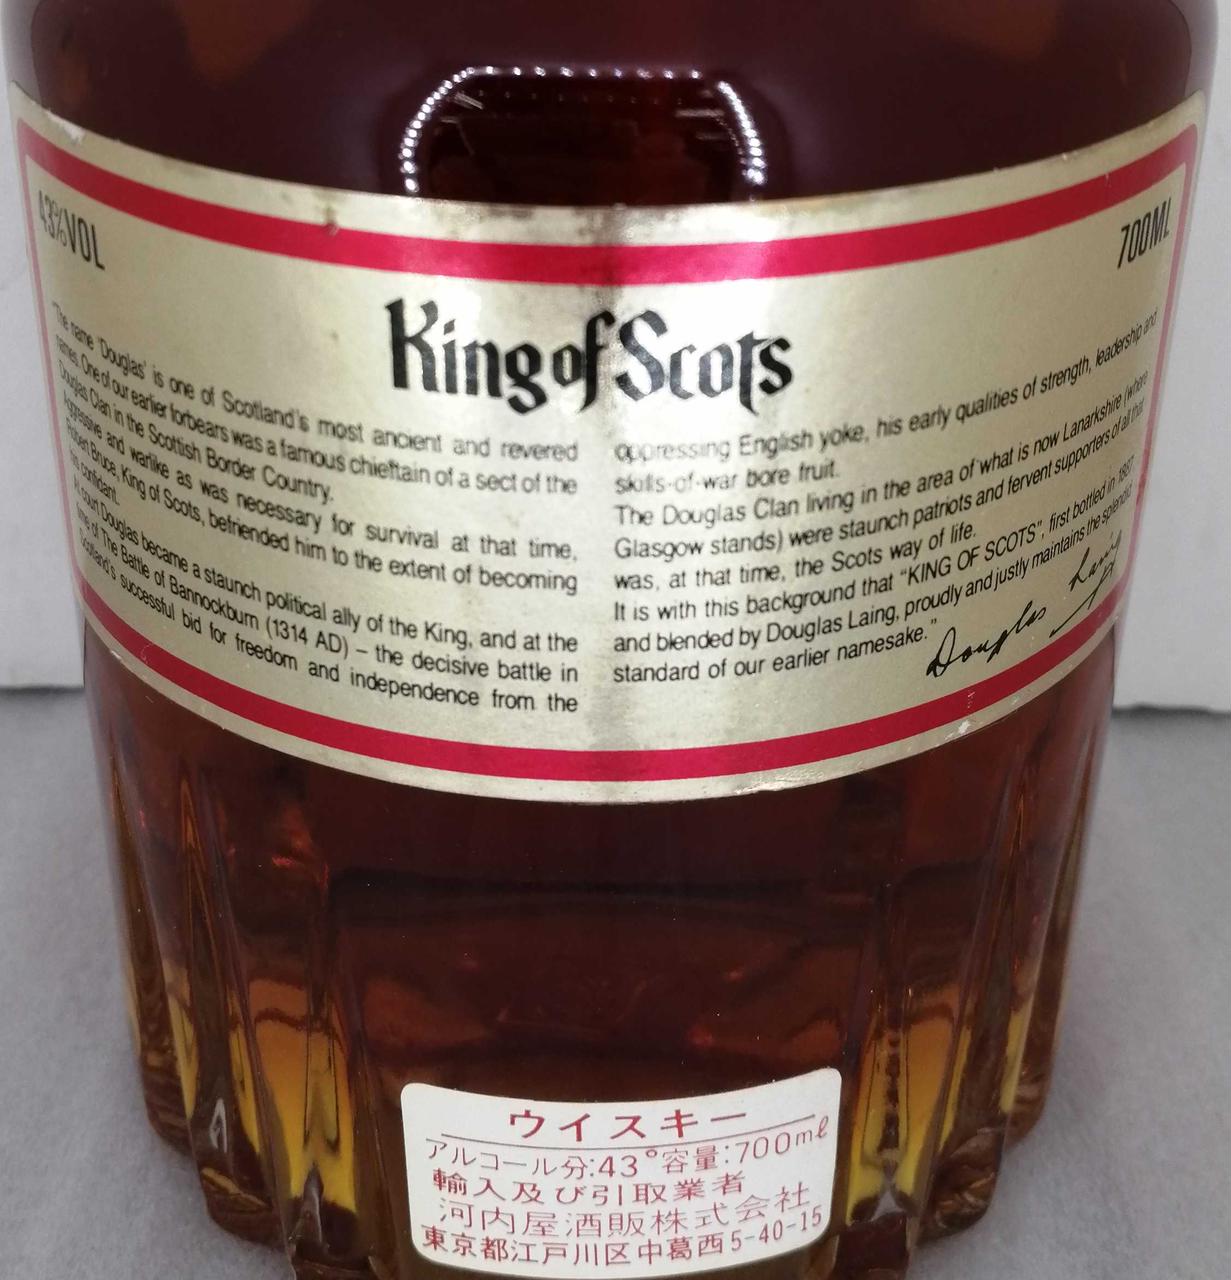 43%VOL
700ML
King of Scots
"The name 'Douglas' is one of Scotland's most ancient and revered
names. One of our earlier forbears was a famous chieftain of a sect of the
Douglas Clan in the Scottish Border Country.
Aggressive and warlike as was necessary for survival at that time,
Robert Bruce, King of Scots, befriended him to the extent of becoming
his confidant.
At court Douglas became a staunch political ally of the King, and at the
time of The Battle of Bannockburn (1314 AD) – the decisive battle in
Scotland's successful bid for freedom and independence from the
oppressing English yoke, his early qualities of strength, leadership and
skills-of-war bore fruit.
The Douglas Clan living in the area of what is now Lanarkshire (where
Glasgow stands) were staunch patriots and fervent supporters of all that
was, at that time, the Scots way of life.
It is with this background that "KING OF SCOTS", first bottled in 1887
and blended by Douglas Laing, proudly and justly maintains the splendid
standard of our earlier namesake."
Douglas Laing
ウイスキー
アルコール分:43°容量:700mℓ
輸入及び引取業者
河内屋酒販株式会社
東京都江戸川区中葛西5-40-15